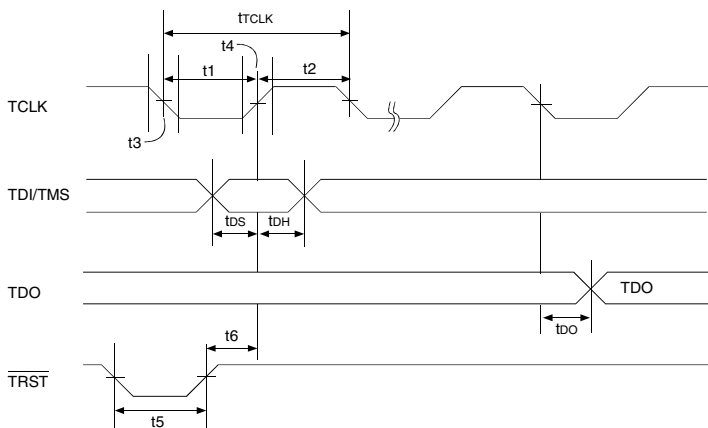 tTCLK
t4
t1
t2
TCLK
t3
TDI/TMS
tDS
tDH
TDO
TDO
tDO
t6
TRST
t5